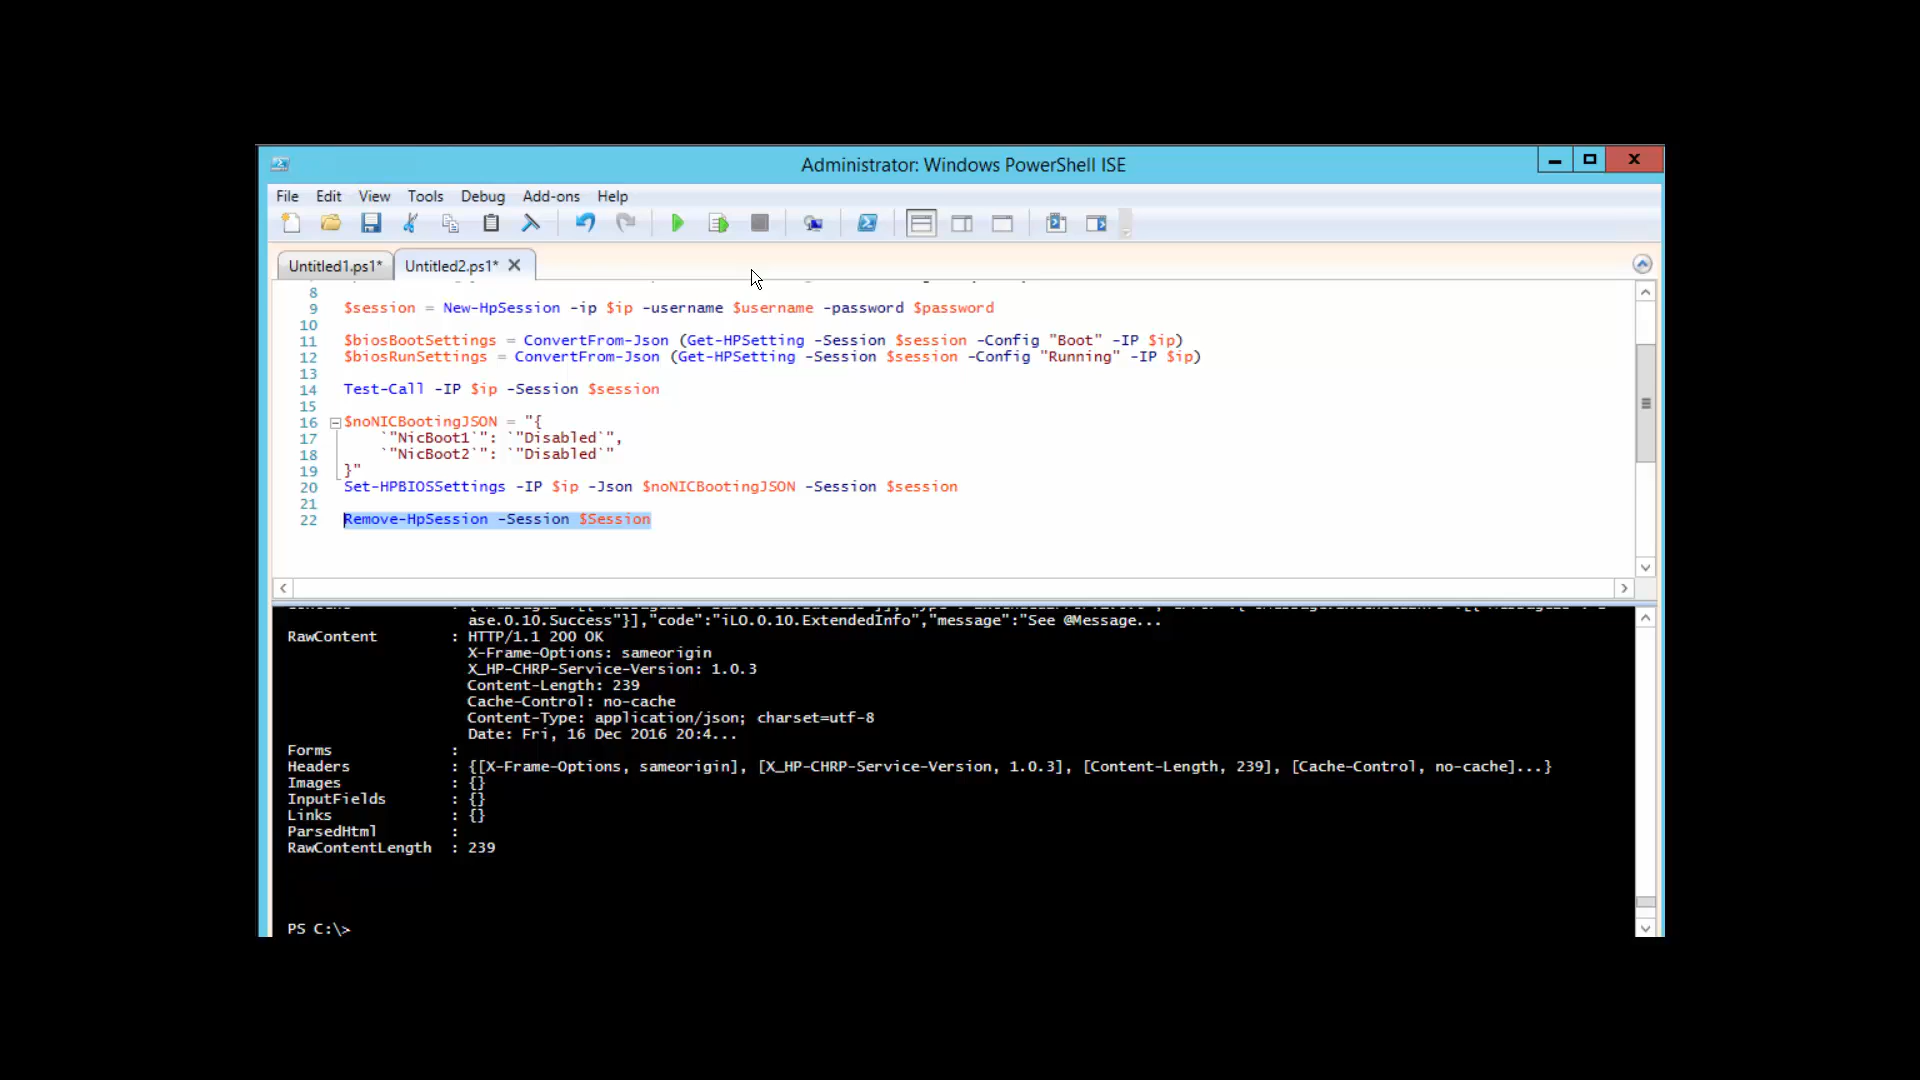 Administrator: Windows PowerShell ISE
File Edit View Tools Debug Add-ons Help
Untitled1.ps1* Untitled2.ps1*
8
9 $session = New-HpSession -ip $ip -username $username -password $password
10
11 $biosBootSettings = ConvertFrom-Json (Get-HPSetting -Session $session -Config "Boot" -IP $ip)
12 $biosRunSettings = ConvertFrom-Json (Get-HPSetting -Session $session -Config "Running" -IP $ip)
13
14 Test-Call -IP $ip -Session $session
15
16 $noNICBootingJSON = "{
17 `"NicBoot1`": `"Disabled`",
18 `"NicBoot2`": `"Disabled`"
19 }"
20 Set-HPBIOSSettings -IP $ip -Json $noNICBootingJSON -Session $session
21
22 Remove-HpSession -Session $Session
ase.0.10.Success"}],"code":"iLO.0.10.ExtendedInfo","message":"See @Message...
RawContent : HTTP/1.1 200 OK
X-Frame-Options: sameorigin
X_HP-CHRP-Service-Version: 1.0.3
Content-Length: 239
Cache-Control: no-cache
Content-Type: application/json; charset=utf-8
Date: Fri, 16 Dec 2016 20:4...
Forms :
Headers : {[X-Frame-Options, sameorigin], [X_HP-CHRP-Service-Version, 1.0.3], [Content-Length, 239], [Cache-Control, no-cache]...}
Images : {}
InputFields : {}
Links : {}
ParsedHtml :
RawContentLength : 239
PS C:\>